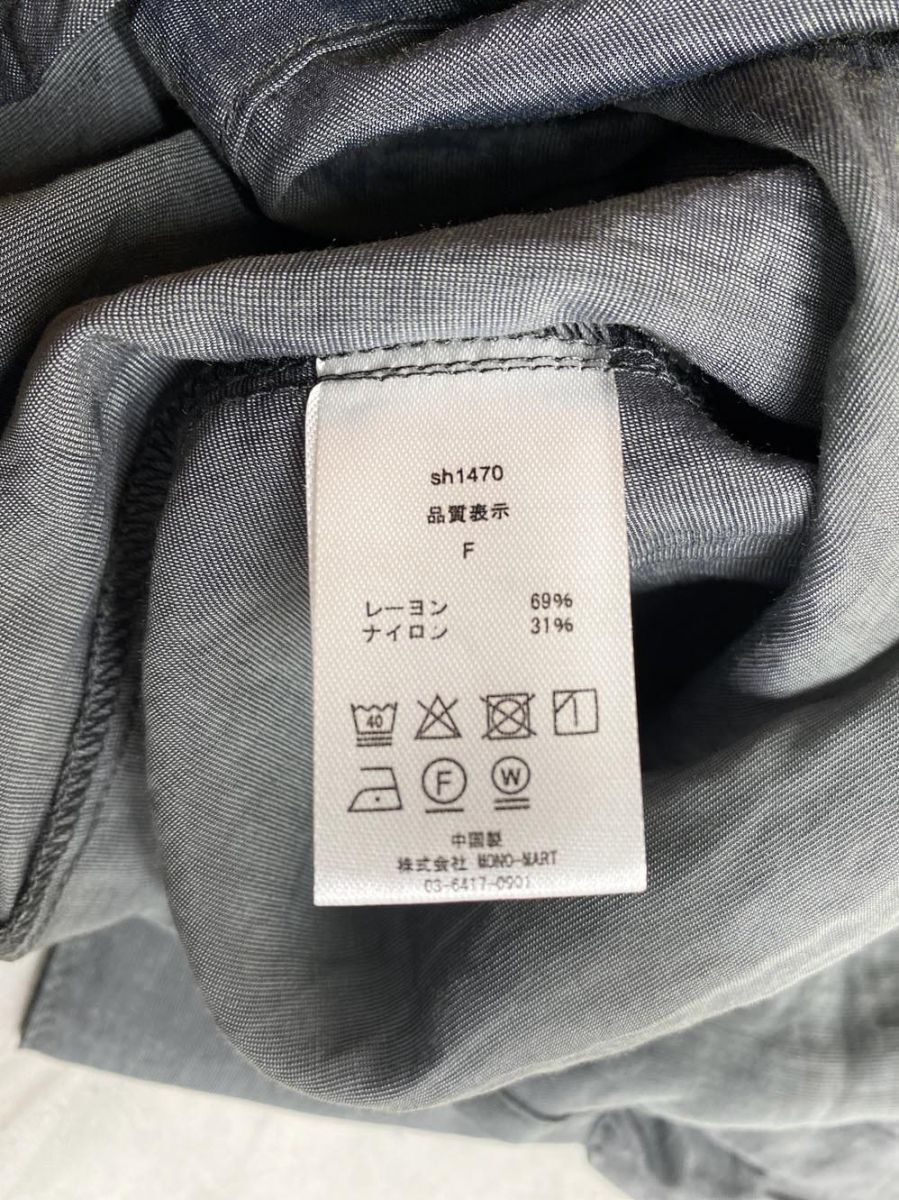 sh1470
品質表示
F
レーヨン 69%
ナイロン 31%
40
F W
中国製
株式会社 MONO-MART
03-6417-0901